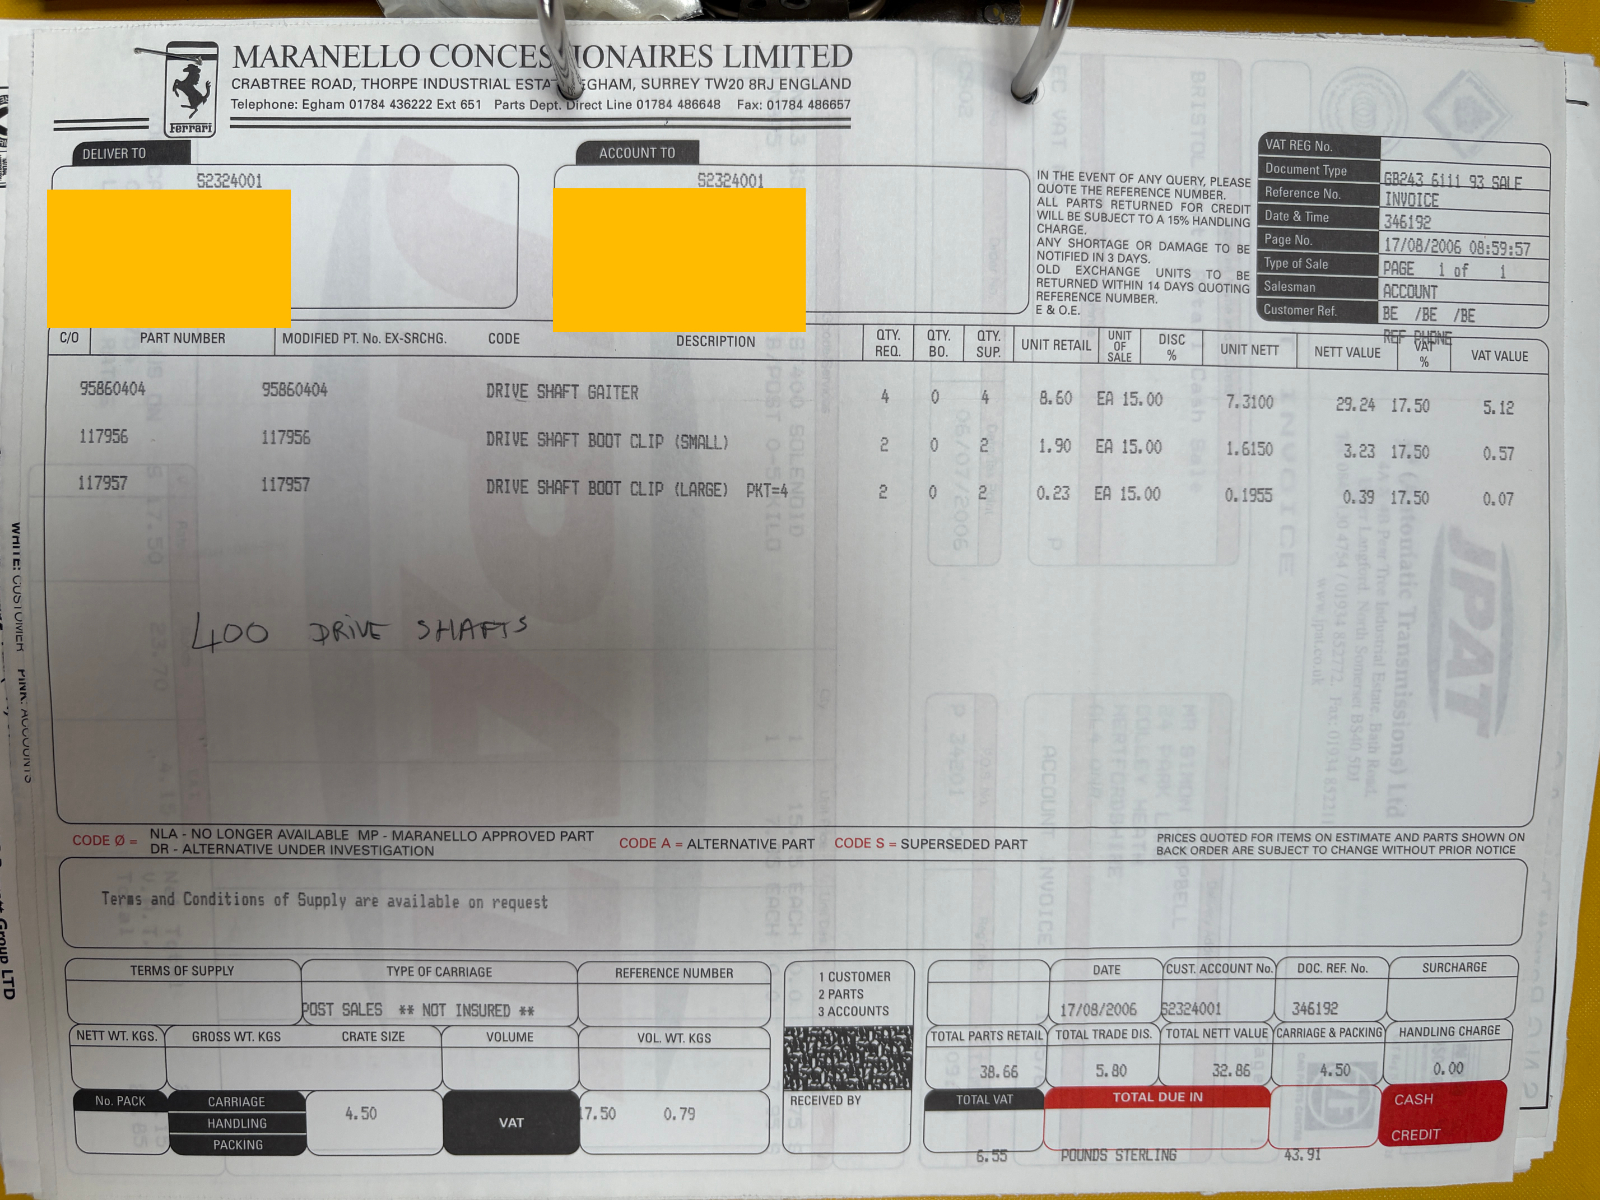 MARANELLO CONCESSIONAIRES LIMITED
CRABTREE ROAD, THORPE INDUSTRIAL ESTA EGHAM, SURREY TW20 8RJ ENGLAND
Telephone: Egham 01784 436222 Ext 651 Parts Dept. Direct Line 01784 486648 Fax: 01784 486657
Ferrari
DELIVER TO
S2324001
ACCOUNT TO
S2324001
IN THE EVENT OF ANY QUERY, PLEASE
QUOTE THE REFERENCE NUMBER.
ALL PARTS RETURNED FOR CREDIT
WILL BE SUBJECT TO A 15% HANDLING
CHARGE.
ANY SHORTAGE OR DAMAGE TO BE
NOTIFIED IN 3 DAYS.
OLD EXCHANGE UNITS TO BE
RETURNED WITHIN 14 DAYS QUOTING
REFERENCE NUMBER.
E & O.E.
VAT REG No.
Document Type GB243 6111 93 SALE
Reference No. INVOICE
Date & Time 346192
Page No. 17/08/2006 08:59:57
Type of Sale PAGE 1 of 1
Salesman ACCOUNT
Customer Ref. BE /BE /BE
REF PHONE
C/O PART NUMBER MODIFIED PT. No. EX-SRCHG. CODE DESCRIPTION QTY. REQ. QTY. BO. QTY. SUP. UNIT RETAIL UNIT OF SALE DISC % UNIT NETT NETT VALUE VAT % VAT VALUE
95860404 95860404 DRIVE SHAFT GAITER 4 0 4 8.60 EA 15.00 7.3100 29.24 17.50 5.12
117956 117956 DRIVE SHAFT BOOT CLIP (SMALL) 2 0 2 1.90 EA 15.00 1.6150 3.23 17.50 0.57
117957 117957 DRIVE SHAFT BOOT CLIP (LARGE) PKT=4 2 0 2 0.23 EA 15.00 0.1955 0.39 17.50 0.07
400 DRIVE SHAFTS
CODE Ø = NLA - NO LONGER AVAILABLE MP - MARANELLO APPROVED PART
DR - ALTERNATIVE UNDER INVESTIGATION
CODE A = ALTERNATIVE PART CODE S = SUPERSEDED PART
PRICES QUOTED FOR ITEMS ON ESTIMATE AND PARTS SHOWN ON
BACK ORDER ARE SUBJECT TO CHANGE WITHOUT PRIOR NOTICE
Terms and Conditions of Supply are available on request
TERMS OF SUPPLY TYPE OF CARRIAGE REFERENCE NUMBER
POST SALES ** NOT INSURED **
NETT WT. KGS. GROSS WT. KGS CRATE SIZE VOLUME VOL. WT. KGS
No. PACK CARRIAGE
HANDLING
PACKING
4.50 VAT 17.50 0.79
1 CUSTOMER
2 PARTS
3 ACCOUNTS
RECEIVED BY
DATE CUST. ACCOUNT No. DOC. REF. No. SURCHARGE
17/08/2006 S2324001 346192
TOTAL PARTS RETAIL TOTAL TRADE DIS. TOTAL NETT VALUE CARRIAGE & PACKING HANDLING CHARGE
38.66 5.80 32.86 4.50 0.00
TOTAL VAT TOTAL DUE IN CASH
CREDIT
6.55 POUNDS STERLING 43.91
WHITE: CUSTOMER PINK: ACCOUNTS
Group LTD